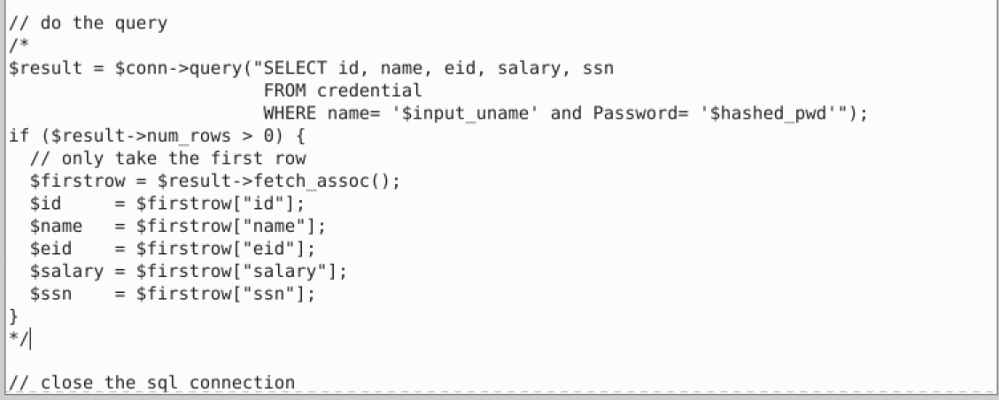 // do the query
/*
$result = $conn->query("SELECT id, name, eid, salary, ssn
                        FROM credential
                        WHERE name= '$input_uname' and Password= '$hashed_pwd'");
if ($result->num_rows > 0) {
  // only take the first row
  $firstrow = $result->fetch_assoc();
  $id     = $firstrow["id"];
  $name   = $firstrow["name"];
  $eid    = $firstrow["eid"];
  $salary = $firstrow["salary"];
  $ssn    = $firstrow["ssn"];
}
*/
// close the sql connection